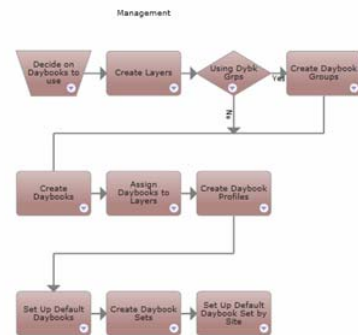 Management
Decide on
Daybooks to
use
Create Layers
Using Dybk
Grps
Yes
Create Daybook
Groups
No
Create
Daybooks
Assign
Daybooks to
Layers
Create Daybook
Profiles
Set Up Default
Daybooks
Create Daybook
Sets
Set Up Default
Daybook Set by
Site